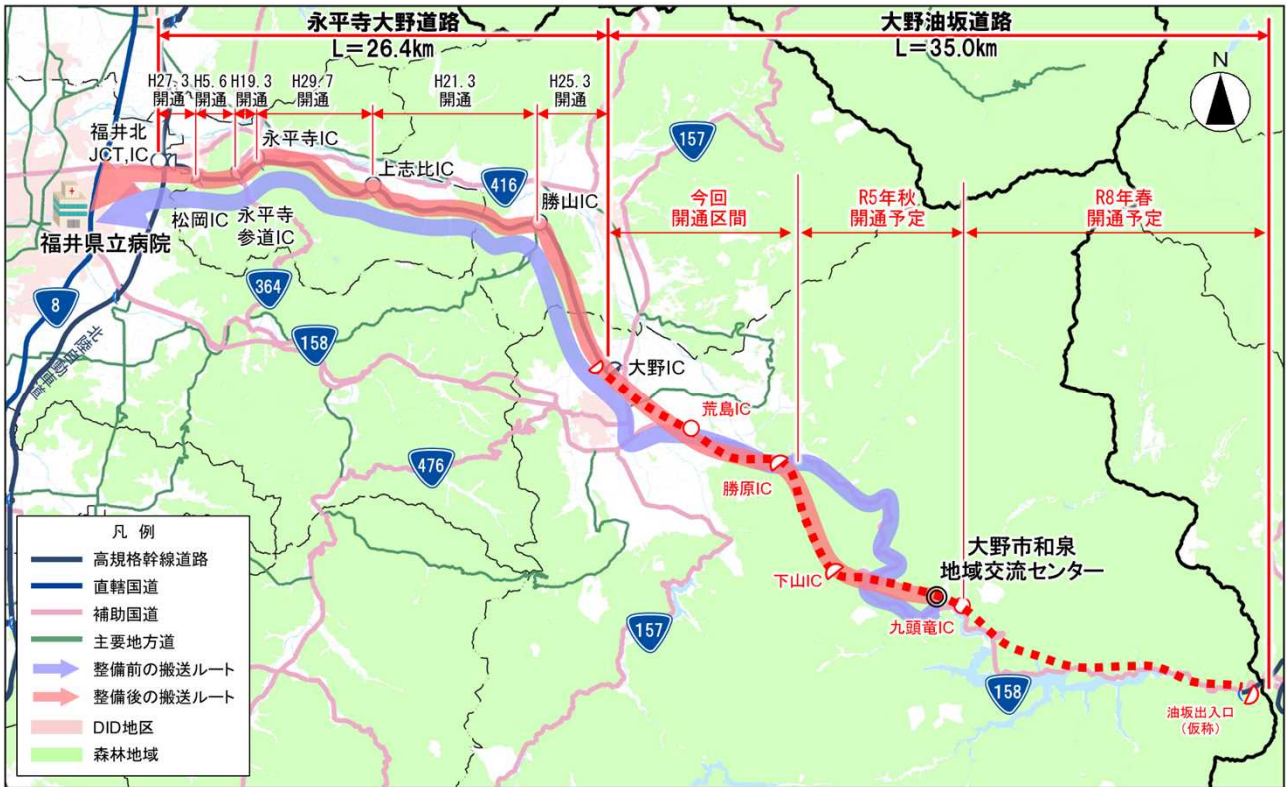 永平寺大野道路
L=26.4km
大野油坂道路
L=35.0km
H27.3
開通
H5.6
開通
H19.3
開通
H29.7
開通
H21.3
開通
H25.3
開通
N
福井北
JCT,IC
永平寺IC
上志比IC
416
157
勝山IC
今回
開通区間
R5年秋
開通予定
R8年春
開通予定
福井県立病院
松岡IC
永平寺
参道IC
364
8
158
北陸自動車道
大野IC
荒島IC
476
勝原IC
凡 例
高規格幹線道路
直轄国道
補助国道
主要地方道
整備前の搬送ルート
整備後の搬送ルート
DID地区
森林地域
大野市和泉
地域交流センター
下山IC
九頭竜IC
157
158
油坂出入口
(仮称)